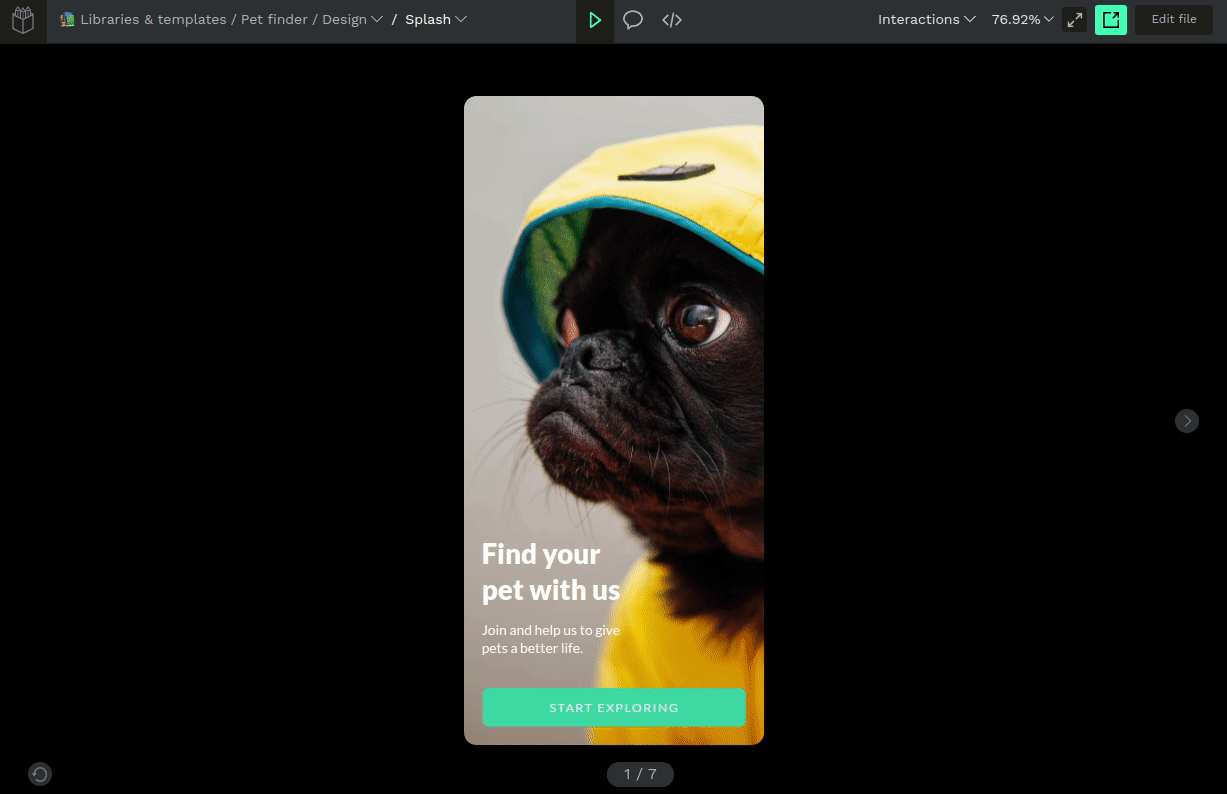 Libraries & templates / Pet finder / Design / Splash
Interactions 76.92% Edit file
Find your
pet with us
Join and help us to give
pets a better life.
START EXPLORING
1 / 7